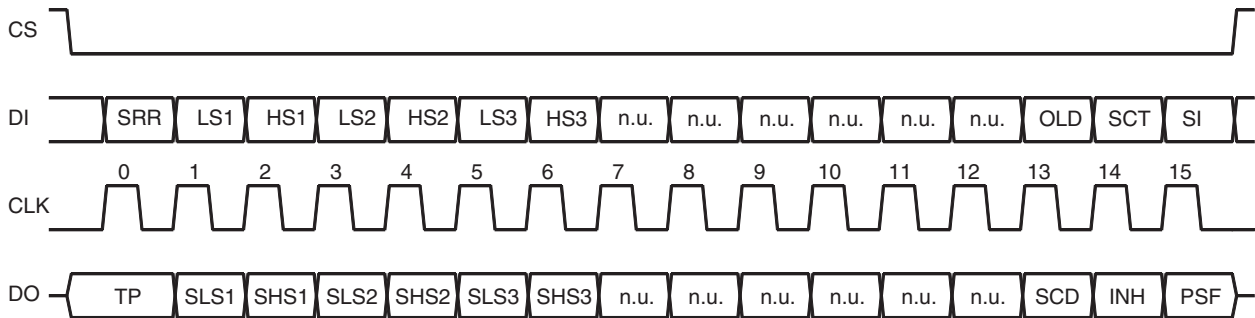 CS
DI SRR LS1 HS1 LS2 HS2 LS3 HS3 n.u. n.u. n.u. n.u. n.u. n.u. OLD SCT SI
0 1 2 3 4 5 6 7 8 9 10 11 12 13 14 15
CLK
DO TP SLS1 SHS1 SLS2 SHS2 SLS3 SHS3 n.u. n.u. n.u. n.u. n.u. n.u. SCD INH PSF